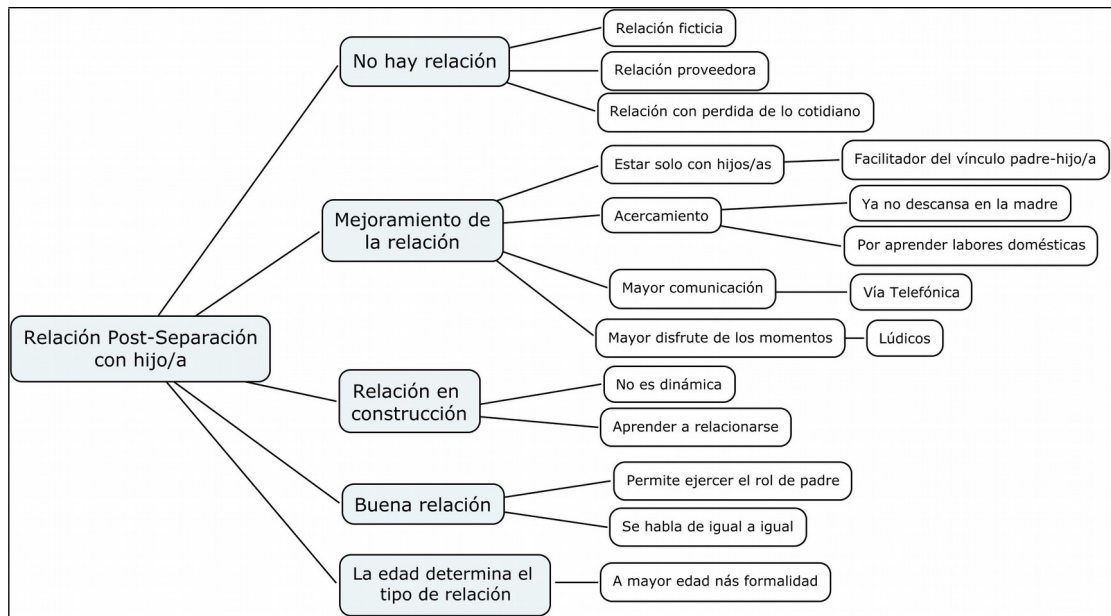 Relación Post-Separación
con hijo/a
No hay relación
Relación ficticia
Relación proveedora
Relación con perdida de lo cotidiano
Mejoramiento de
la relación
Estar solo con hijos/as
Facilitador del vínculo padre-hijo/a
Acercamiento
Ya no descansa en la madre
Por aprender labores domésticas
Mayor comunicación
Vía Telefónica
Mayor disfrute de los momentos
Lúdicos
Relación en
construcción
No es dinámica
Aprender a relacionarse
Buena relación
Permite ejercer el rol de padre
Se habla de igual a igual
La edad determina el
tipo de relación
A mayor edad nás formalidad